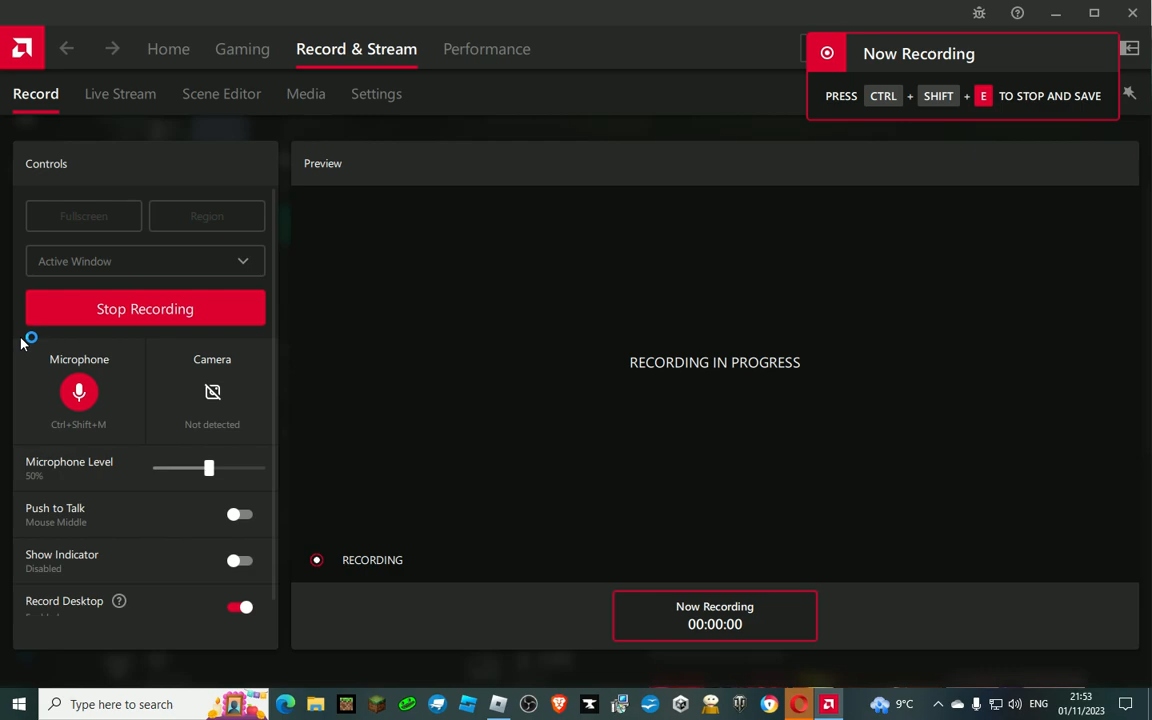 Home Gaming Record & Stream Performance
Now Recording
PRESS CTRL + SHIFT + E TO STOP AND SAVE
Record Live Stream Scene Editor Media Settings
Controls
Preview
Fullscreen Region
Active Window
Stop Recording
Microphone Camera
Ctrl+Shift+M Not detected
RECORDING IN PROGRESS
Microphone Level
50%
Push to Talk
Mouse Middle
Show Indicator
Disabled
Record Desktop
RECORDING
Now Recording
00:00:00
Type here to search
9°C
ENG
21:53
01/11/2023